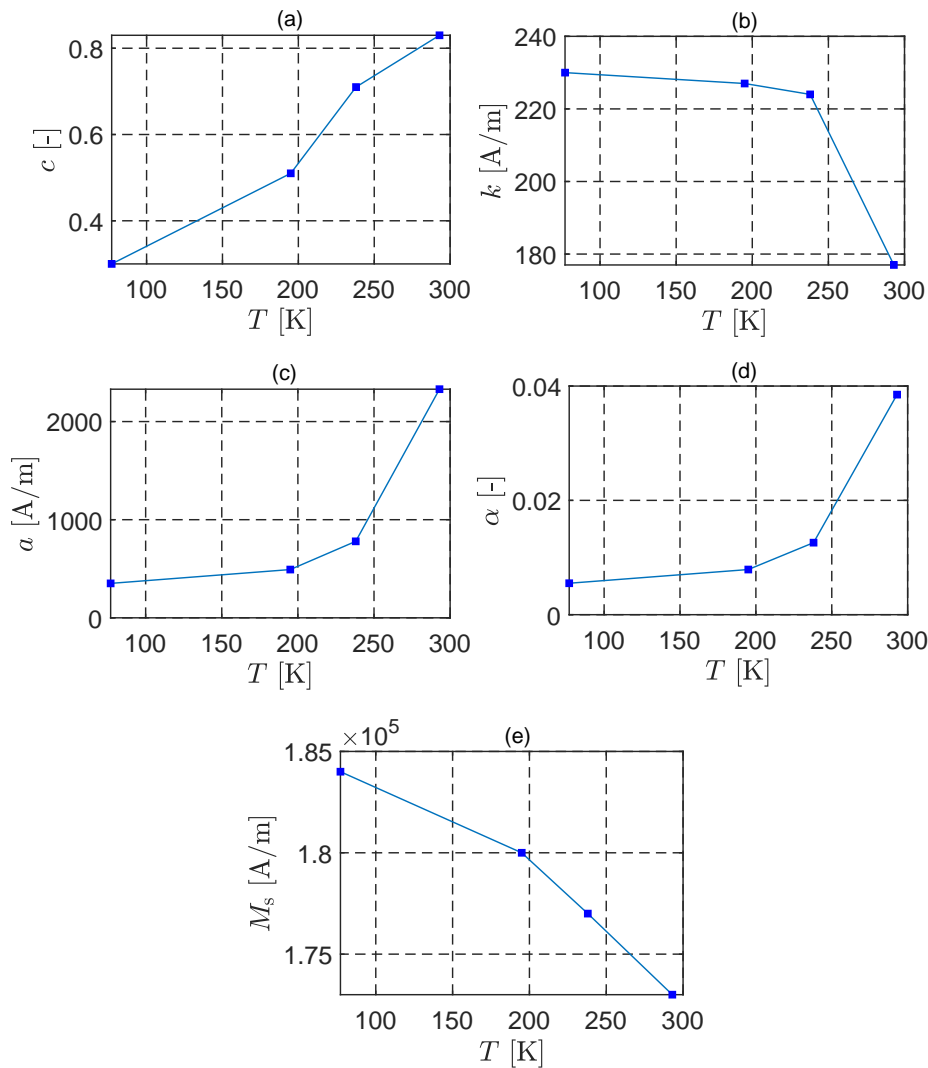 (a)
0.8
0.6
0.4
c [-]
100 150 200 250 300
T [K]
(b)
240
220
200
180
k [A/m]
100 150 200 250 300
T [K]
(c)
2000
1000
0
a [A/m]
100 150 200 250 300
T [K]
(d)
0.04
0.02
0
α [-]
100 150 200 250 300
T [K]
(e)
×10^5
1.85
1.8
1.75
M_s [A/m]
100 150 200 250 300
T [K]